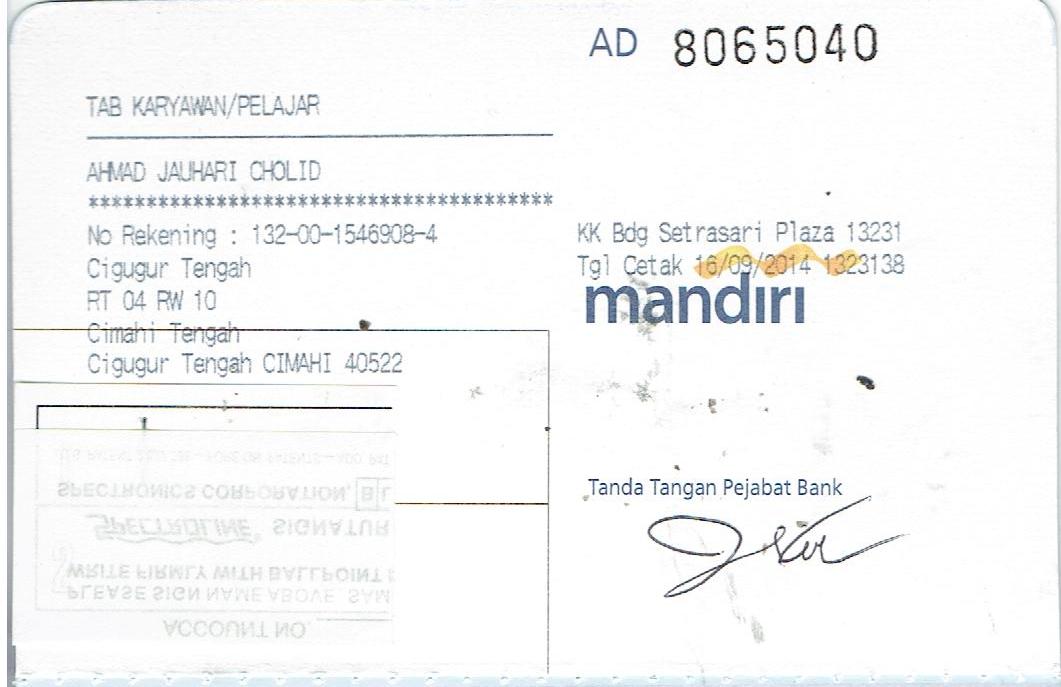 AD 8065040
TAB KARYAWAN/PELAJAR
AHMAD JAUHARI CHOLID
****************************************
No Rekening : 132-00-1546908-4
Cigugur Tengah
RT 04 RW 10
Cimahi Tengah
Cigugur Tengah CIMAHI 40522
KK Bdg Setrasari Plaza 13231
Tgl Cetak 16/09/2014 1323138
mandiri
Tanda Tangan Pejabat Bank
SPECTRONICS CORPORATION,
SPECTROLINE SIGNATUR
WRITE FIRMLY WITH BALLPOINT
PLEASE SIGN NAME ABOVE, SAM
ACCOUNT NO.